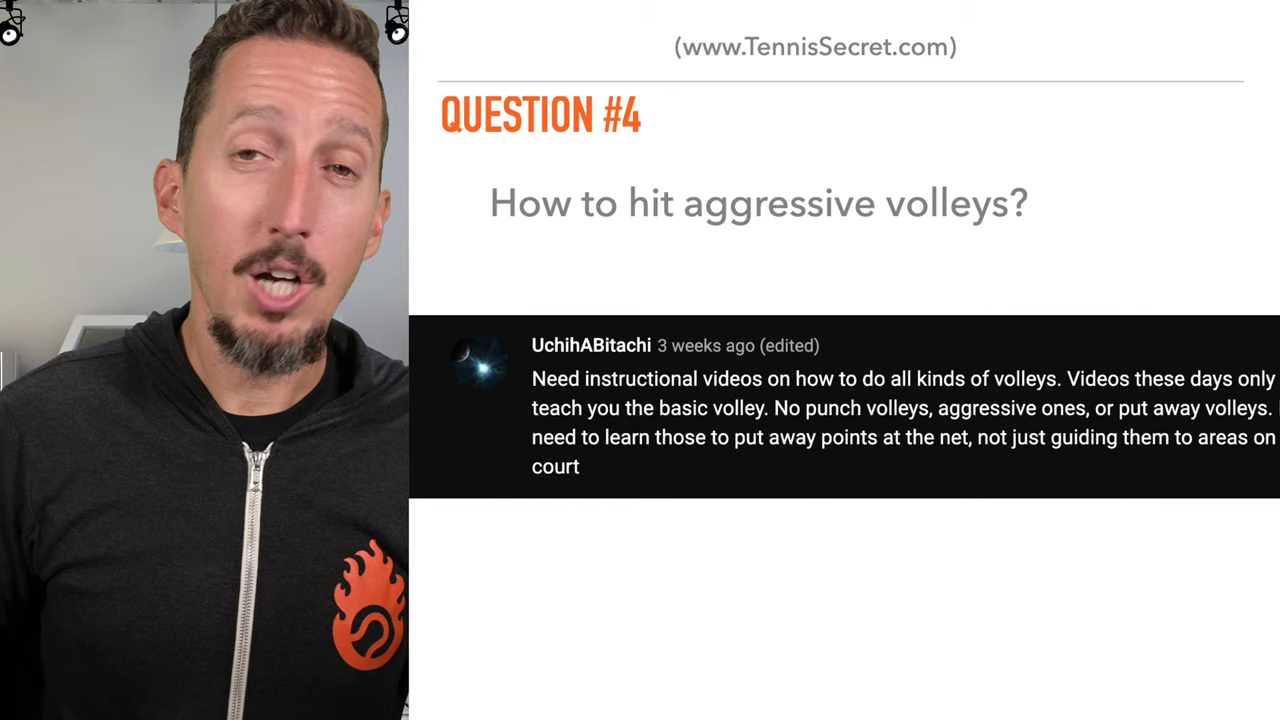 (www.TennisSecret.com)
QUESTION #4
How to hit aggressive volleys?
UchihABitachi 3 weeks ago (edited)
Need instructional videos on how to do all kinds of volleys. Videos these days only
teach you the basic volley. No punch volleys, aggressive ones, or put away volleys.
need to learn those to put away points at the net, not just guiding them to areas on
court